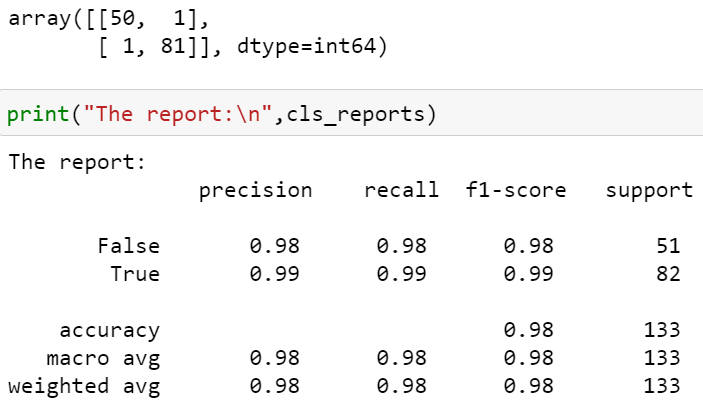 array([[50,  1],
       [ 1, 81]], dtype=int64)
print("The report:\n",cls_reports)
The report:
               precision    recall  f1-score   support

       False       0.98      0.98      0.98        51
        True       0.99      0.99      0.99        82

    accuracy                           0.98       133
   macro avg       0.98      0.98      0.98       133
weighted avg       0.98      0.98      0.98       133